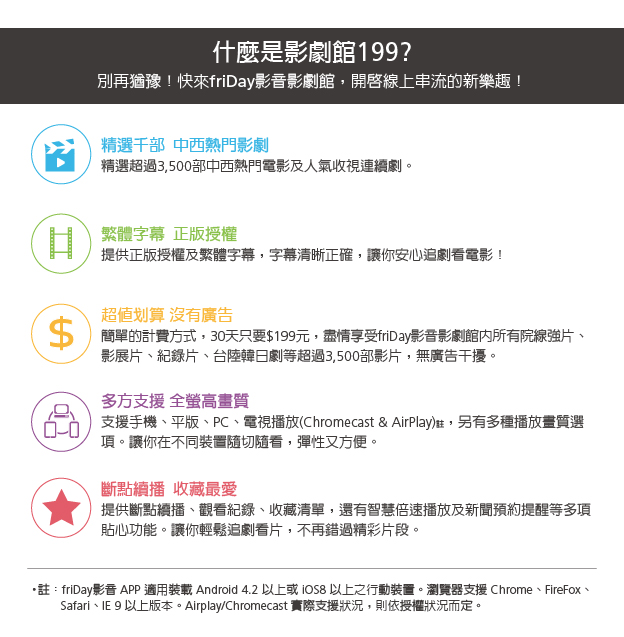 什麼是影劇館199?
別再猶豫！快來friDay影音影劇館，開啓線上串流的新樂趣！
精選千部 中西熱門影劇
精選超過3,500部中西熱門電影及人氣收視連續劇。
繁體字幕 正版授權
提供正版授權及繁體字幕，字幕清晰正確，讓你安心追劇看電影！
超值划算 沒有廣告
簡單的計費方式，30天只要$199元，盡情享受friDay影音影劇館內所有院線強片、
影展片、紀錄片、台陸韓日劇等超過3,500部影片，無廣告干擾。
多方支援 全螢高畫質
支援手機、平版、PC、電視播放(Chromecast & AirPlay)註，另有多種播放畫質選
項。讓你在不同裝置隨切隨看，彈性又方便。
斷點續播 收藏最愛
提供斷點續播、觀看紀錄、收藏清單，還有智慧倍速播放及新聞預約提醒等多項
貼心功能。讓你輕鬆追劇看片，不再錯過精彩片段。
•註：friDay影音 APP 適用裝載 Android 4.2 以上或 iOS8 以上之行動裝置。瀏覽器支援 Chrome、FireFox、
Safari、IE 9 以上版本。Airplay/Chromecast 實際支援狀況，則依授權狀況而定。